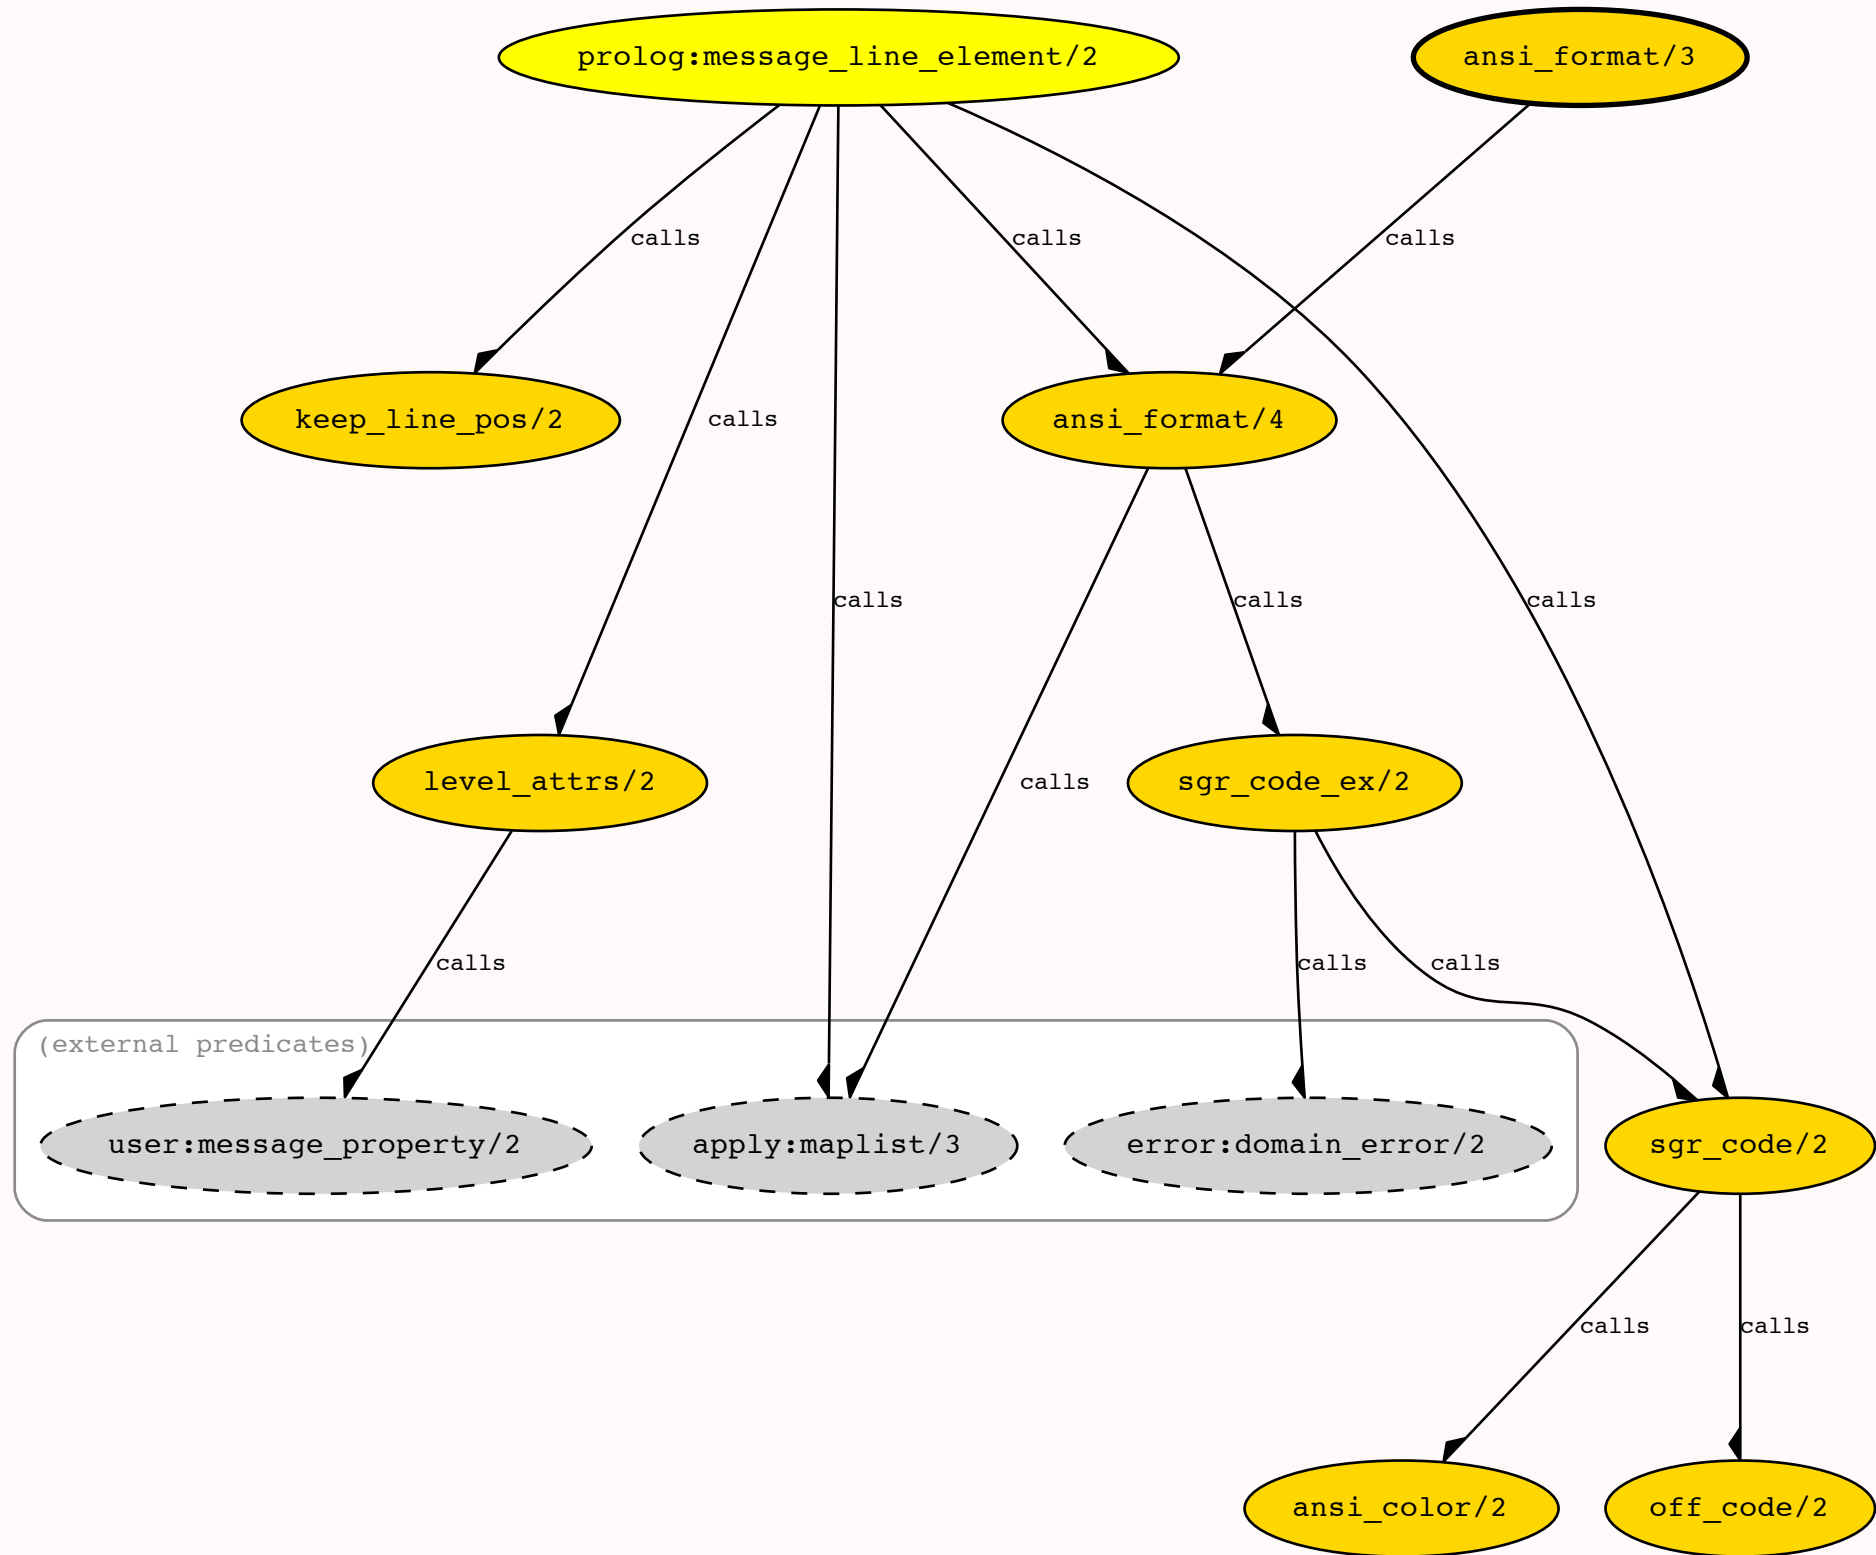 prolog:message_line_element/2
ansi_format/3
calls
calls
calls
keep_line_pos/2
calls
ansi_format/4
calls
calls
calls
level_attrs/2
calls
sgr_code_ex/2
calls
calls
calls
(external predicates)
user:message_property/2
apply:maplist/3
error:domain_error/2
sgr_code/2
calls
calls
ansi_color/2
off_code/2